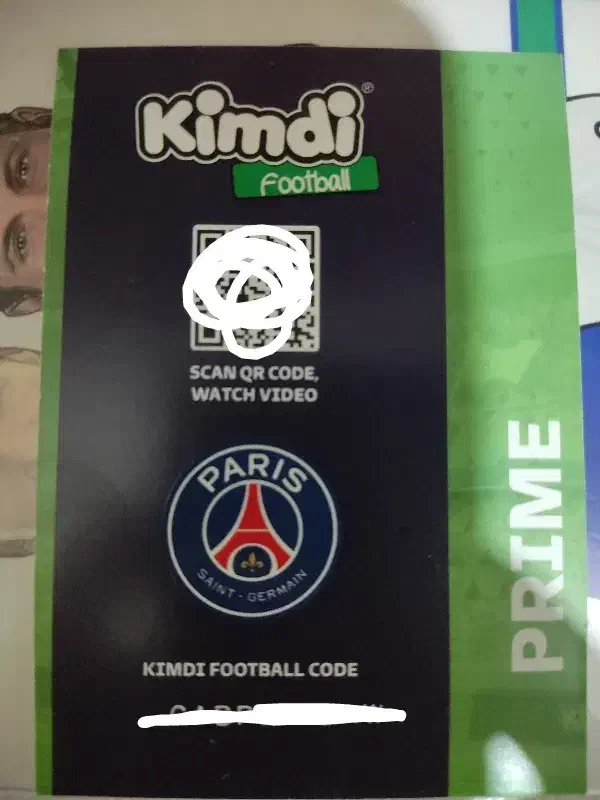 Kimdi®
Football
SCAN QR CODE,
WATCH VIDEO
PARIS
SAINT-GERMAIN
KIMDI FOOTBALL CODE
PRIME